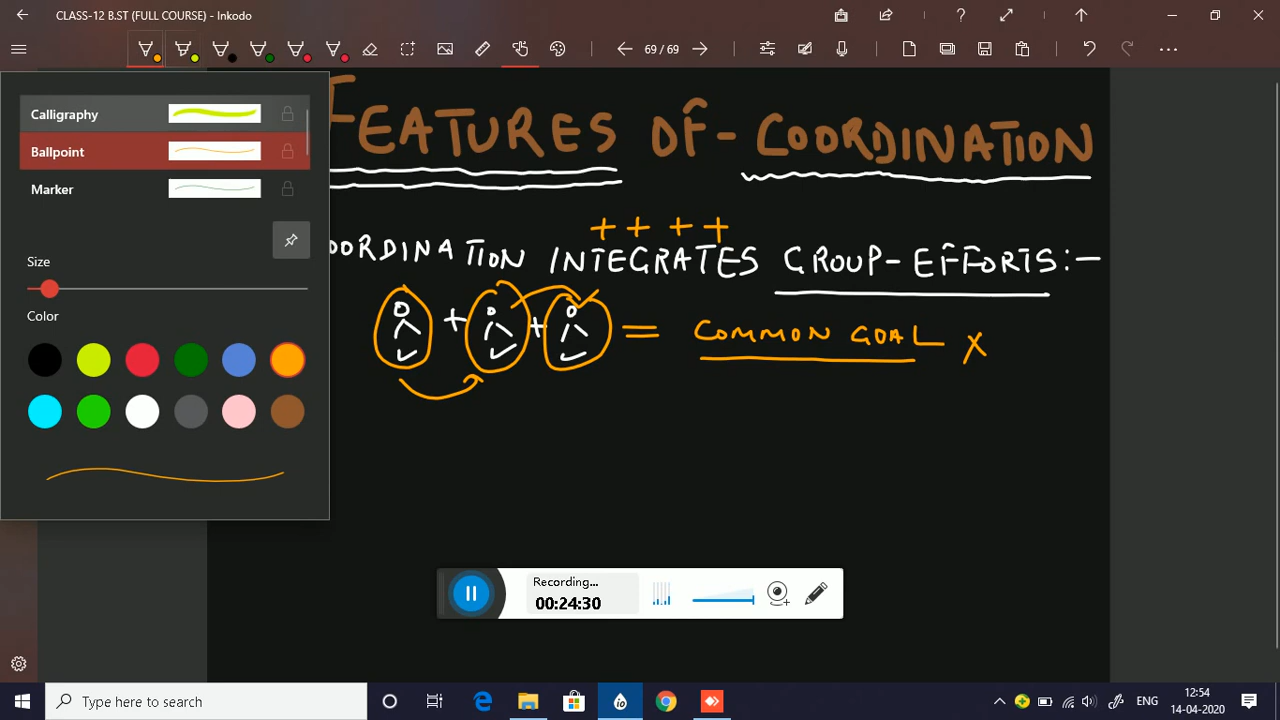 CLASS-12 B.ST (FULL COURSE) - Inkodo
69 / 69
Calligraphy
Ballpoint
Marker
Size
Color
FEATURES OF- COORDINATION
OORDINATION INTEGRATES GROUP-EFFORTS:-
+ + + +
+ + = COMMON GOAL X
Recording...
00:24:30
Type here to search
ENG
12:54
14-04-2020